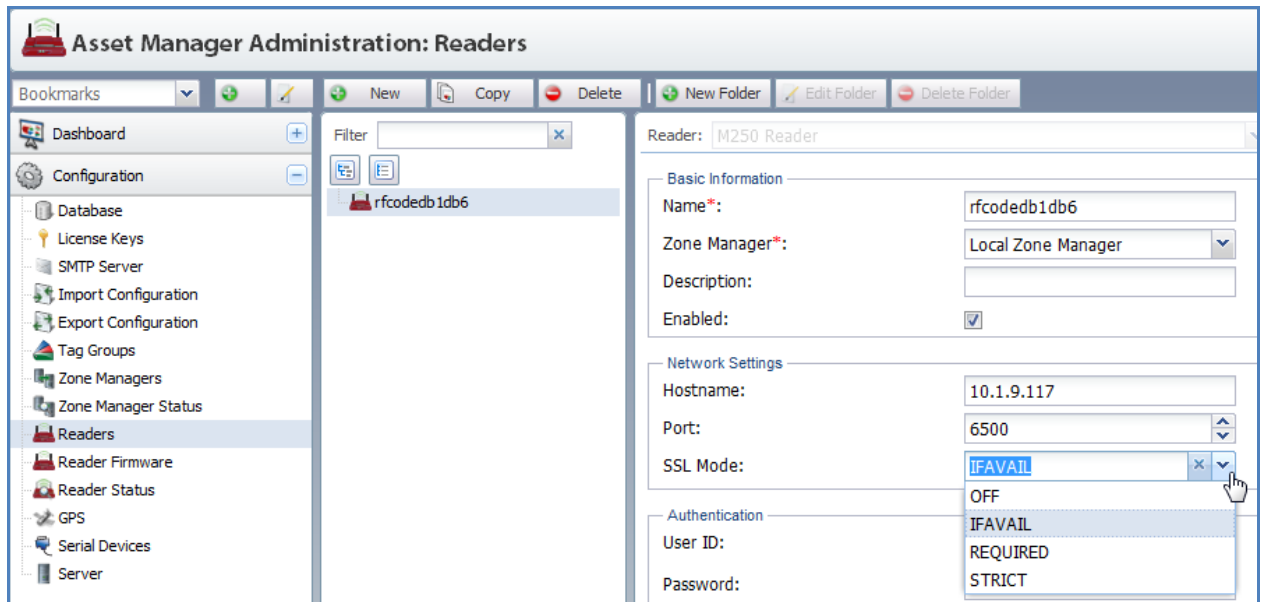 Asset Manager Administration: Readers
Bookmarks
New
Copy
Delete
New Folder
Edit Folder
Delete Folder
Dashboard
Configuration
Database
License Keys
SMTP Server
Import Configuration
Export Configuration
Tag Groups
Zone Managers
Zone Manager Status
Readers
Reader Firmware
Reader Status
GPS
Serial Devices
Server
Filter
rfcodedb1db6
Reader: M250 Reader
Basic Information
Name*: rfcodedb1db6
Zone Manager*: Local Zone Manager
Description:
Enabled:
Network Settings
Hostname: 10.1.9.117
Port: 6500
SSL Mode: IFAVAIL
OFF
IFAVAIL
REQUIRED
STRICT
Authentication
User ID:
Password: